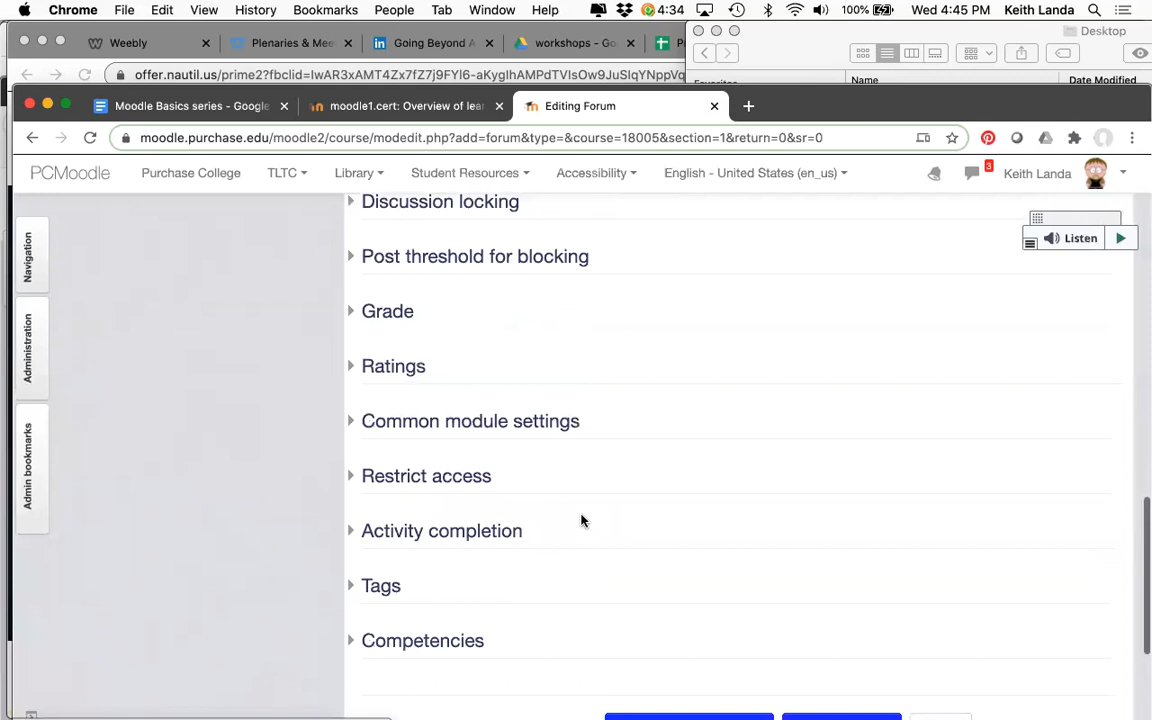 Chrome File Edit View History Bookmarks People Tab Window Help 4:34 100% Wed 4:45 PM Keith Landa
Weebly Plenaries & Mee LinkedIn Going Beyond A workshops - Go Desktop
offer.nautil.us/prime2?fbclid=IwAR3xAMT4Zx7fZ7j9FYl6-aKyglhAMPdTVIsOw9JuSlqYNppVq
Name Date Modified
Moodle Basics series - Google moodle1.cert: Overview of lea Editing Forum
moodle.purchase.edu/moodle2/course/modedit.php?add=forum&type=&course=18005&section=1&return=0&sr=0
PCMoodle Purchase College TLTC Library Student Resources Accessibility English - United States (en_us) 3 Keith Landa
Discussion locking
Listen
Post threshold for blocking
Grade
Ratings
Common module settings
Restrict access
Activity completion
Tags
Competencies
Navigation
Administration
Admin bookmarks